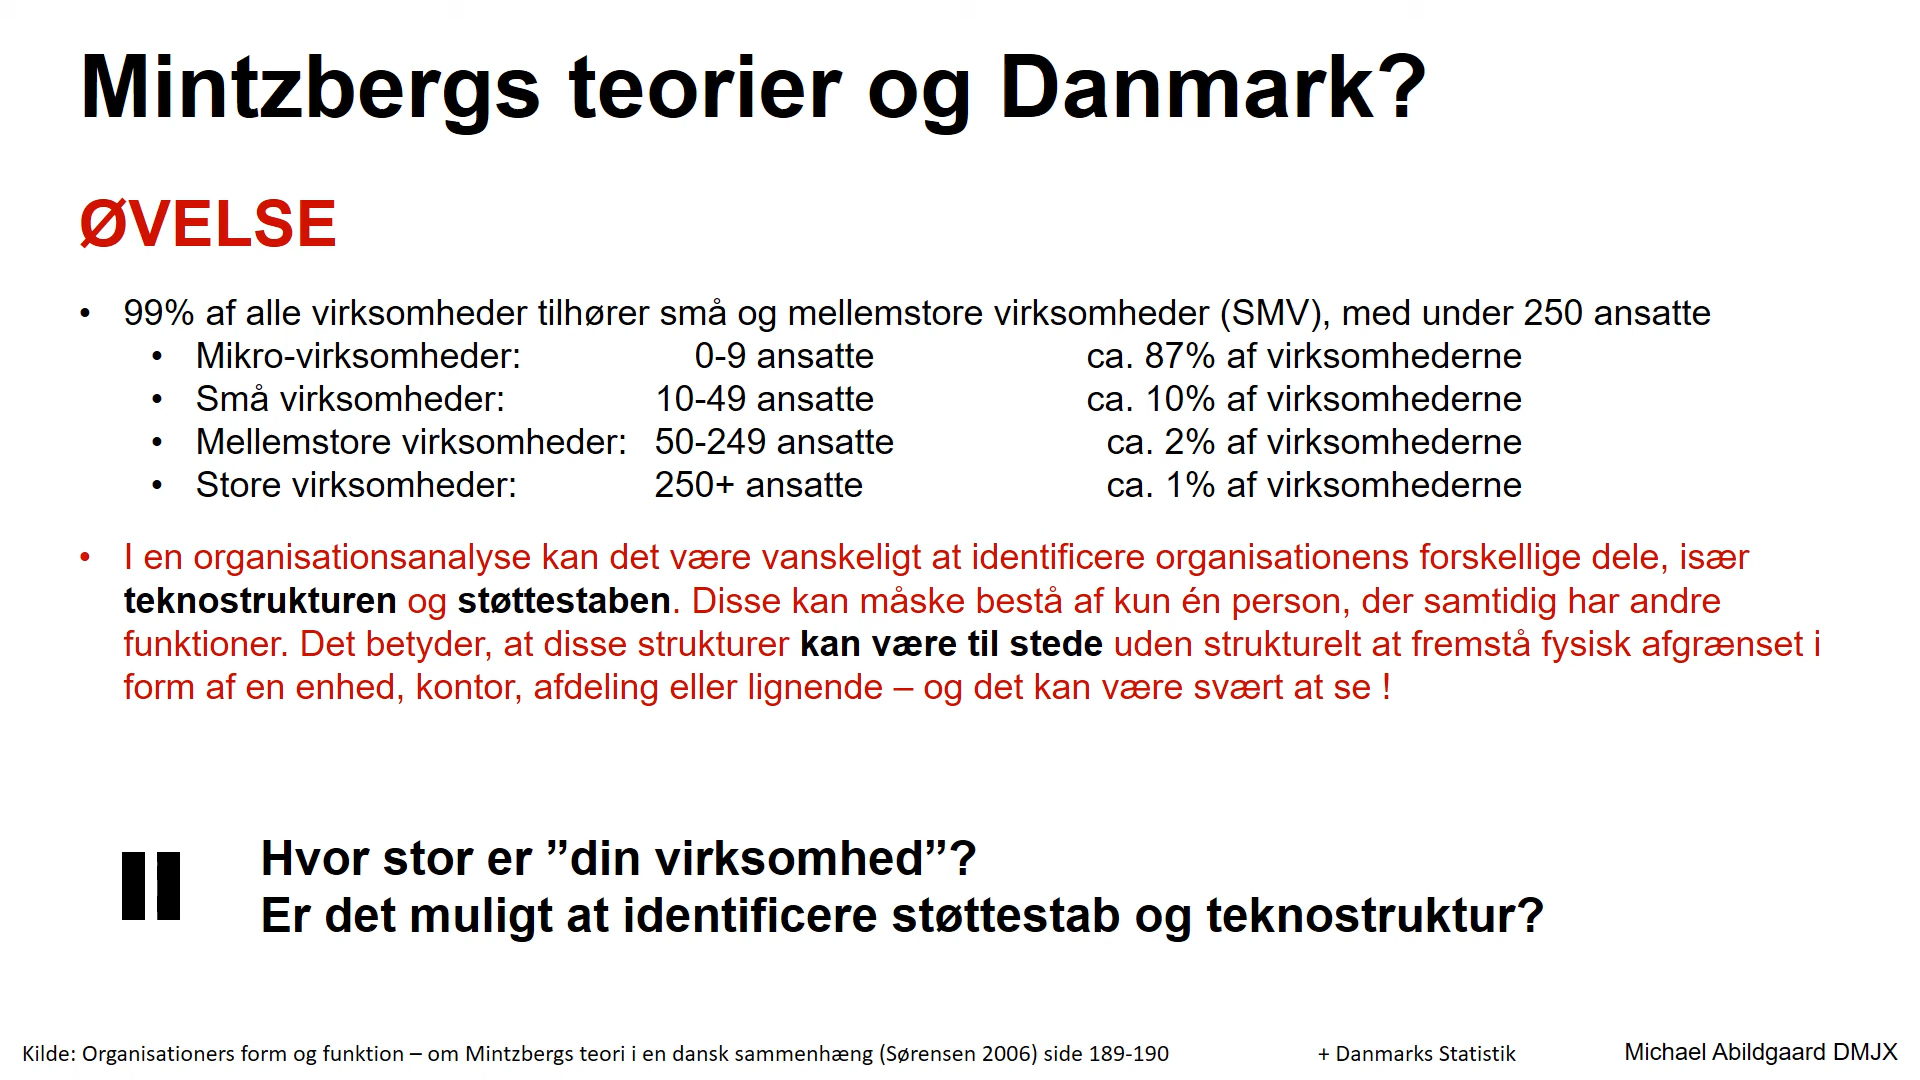 Mintzbergs teorier og Danmark?
ØVELSE
• 99% af alle virksomheder tilhører små og mellemstore virksomheder (SMV), med under 250 ansatte
• Mikro-virksomheder: 0-9 ansatte ca. 87% af virksomhederne
• Små virksomheder: 10-49 ansatte ca. 10% af virksomhederne
• Mellemstore virksomheder: 50-249 ansatte ca. 2% af virksomhederne
• Store virksomheder: 250+ ansatte ca. 1% af virksomhederne
• I en organisationsanalyse kan det være vanskeligt at identificere organisationens forskellige dele, især
teknostrukturen og støttestaben. Disse kan måske bestå af kun én person, der samtidig har andre
funktioner. Det betyder, at disse strukturer kan være til stede uden strukturelt at fremstå fysisk afgrænset i
form af en enhed, kontor, afdeling eller lignende – og det kan være svært at se !
Hvor stor er ”din virksomhed”?
Er det muligt at identificere støttestab og teknostruktur?
Kilde: Organisationers form og funktion – om Mintzbergs teori i en dansk sammenhæng (Sørensen 2006) side 189-190 + Danmarks Statistik Michael Abildgaard DMJX